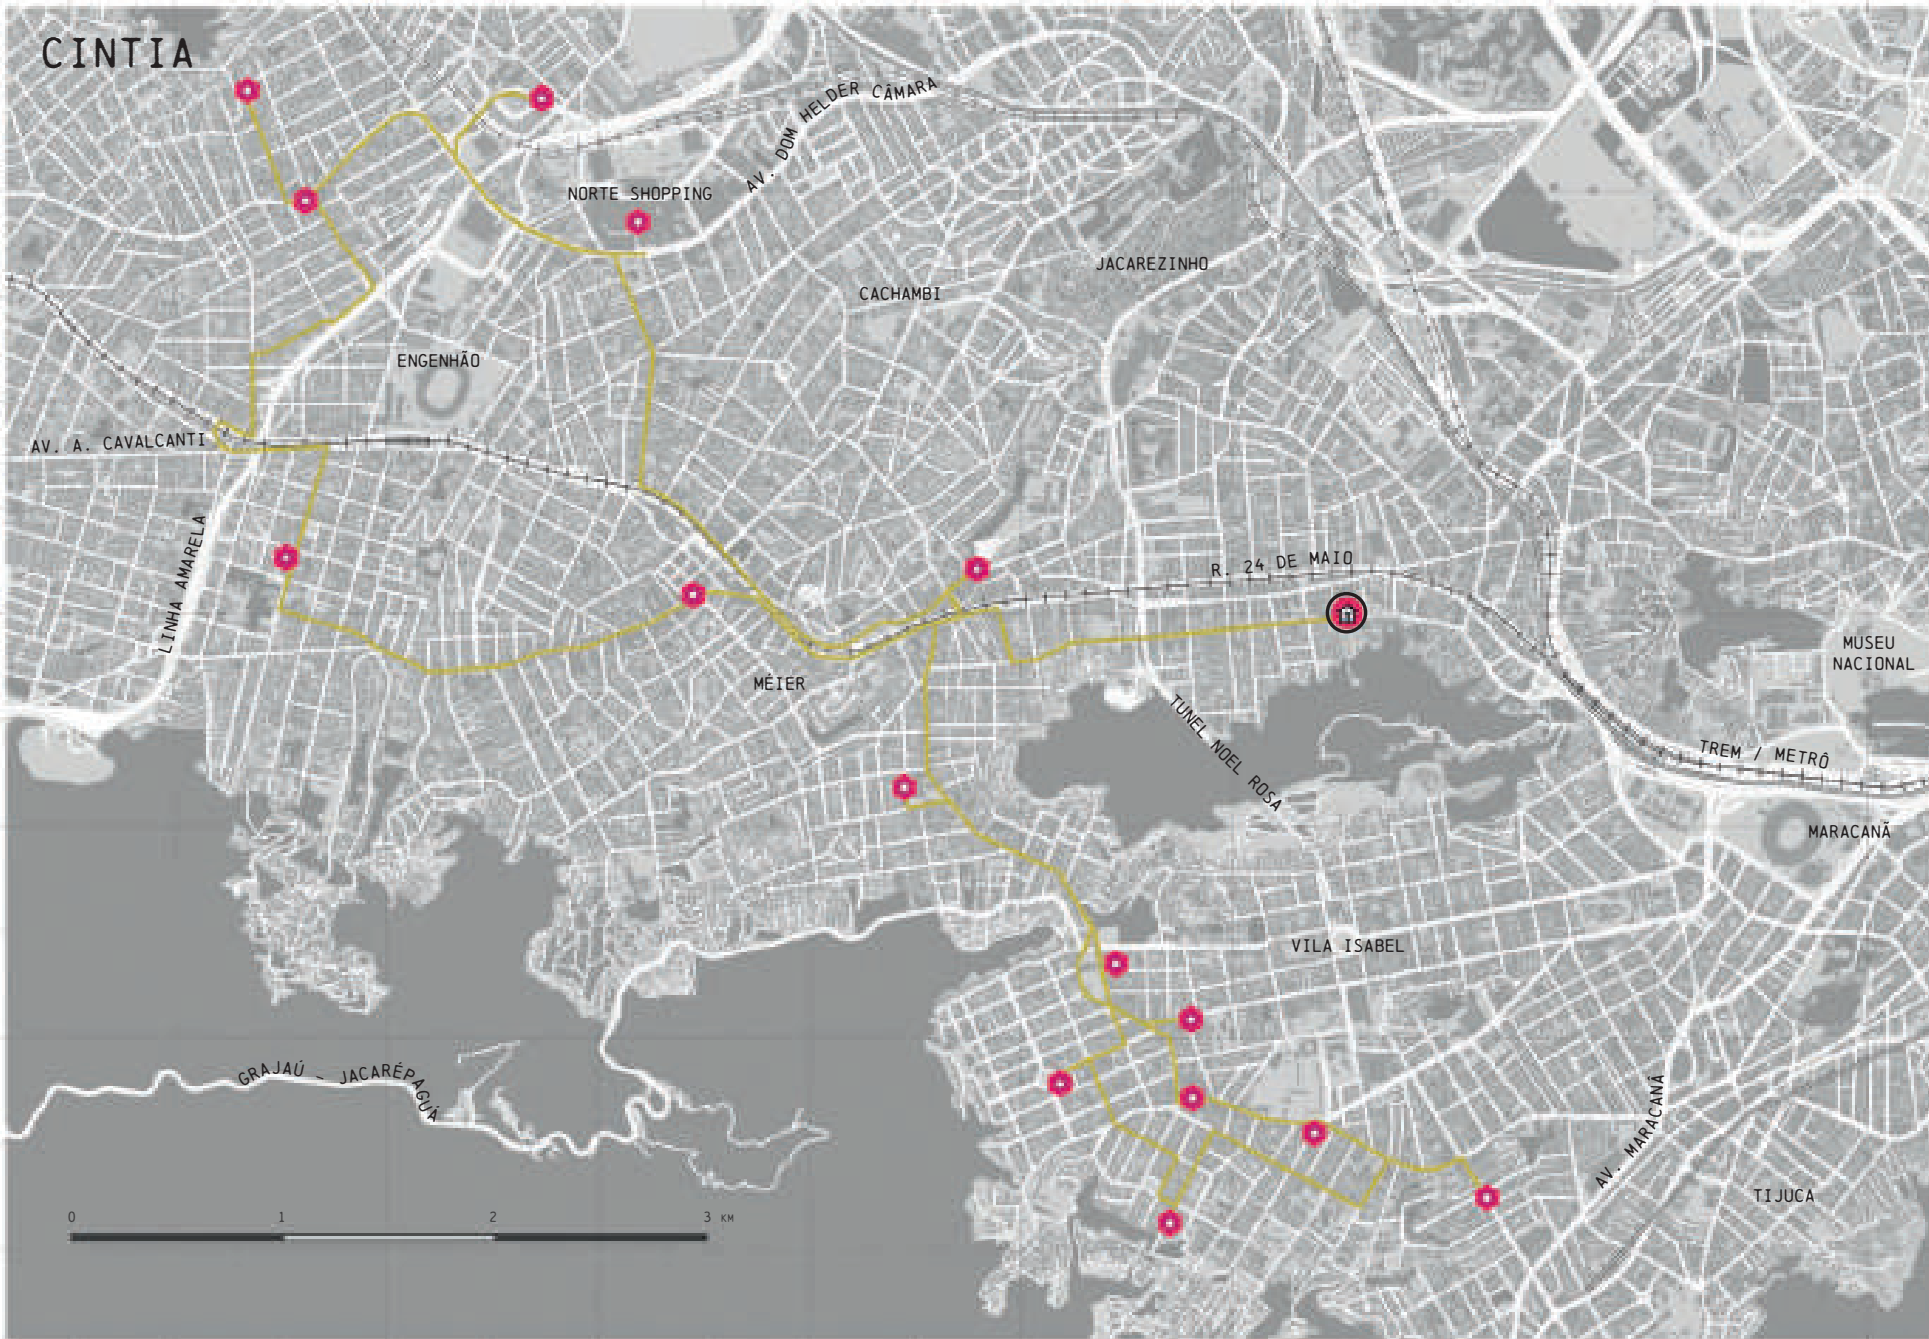 CINTIA
AV. DOM HELDER CÂMARA
NORTE SHOPPING
JACAREZINHO
CACHAMBI
ENGENHÃO
AV. A. CAVALCANTI
LINHA AMARELA
R. 24 DE MAIO
MUSEU
NACIONAL
MÉIER
TUNEL NOEL ROSA
TREM / METRÔ
MARACANÃ
VILA ISABEL
GRAJAÚ - JACARÉPAGUÁ
AV. MARACANÃ
TIJUCA
0 1 2 3 KM